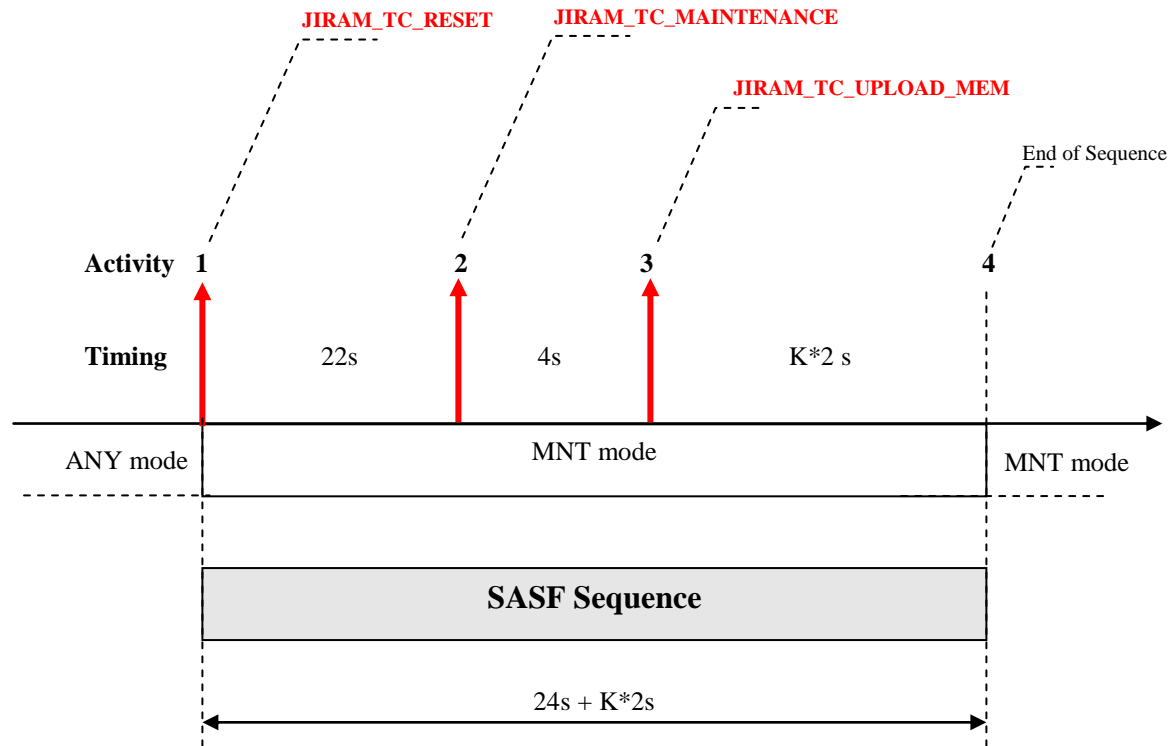 JIRAM_TC_RESET
JIRAM_TC_MAINTENANCE
JIRAM_TC_UPLOAD_MEM
End of Sequence
Activity 1 2 3 4
Timing 22s 4s K*2 s
ANY mode MNT mode MNT mode
SASF Sequence
24s + K*2s